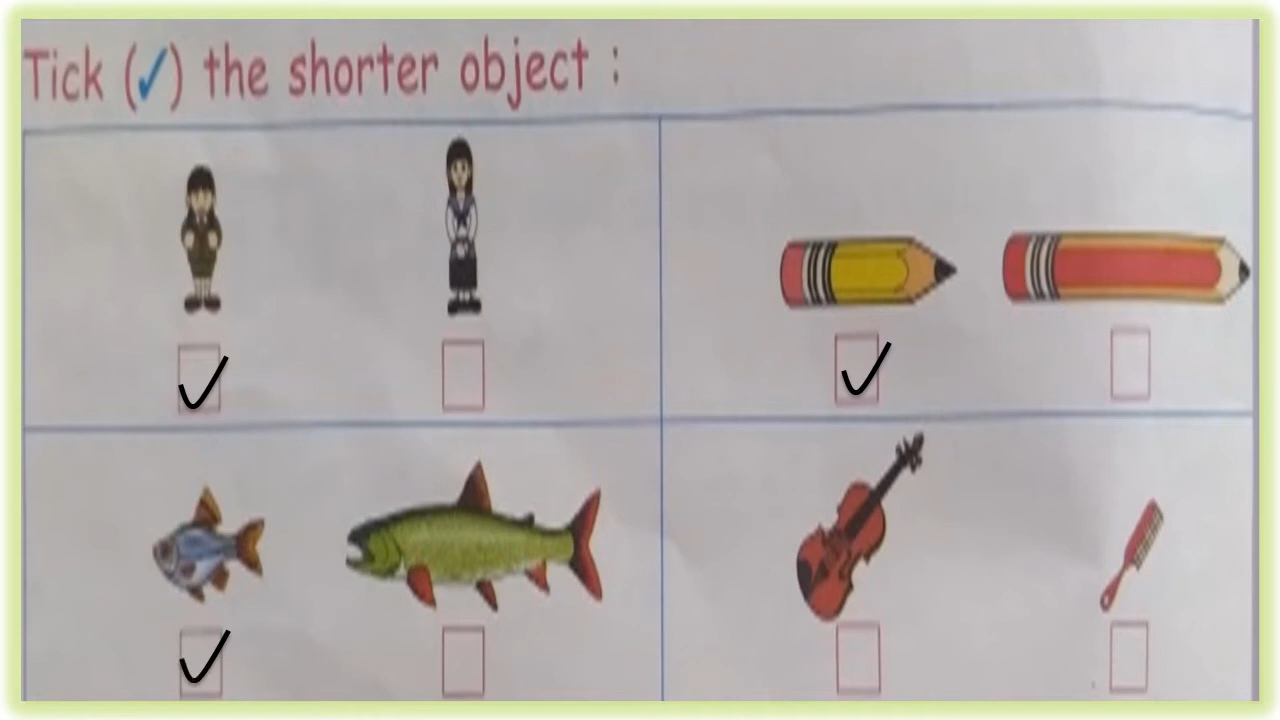 Tick (✓) the shorter object :